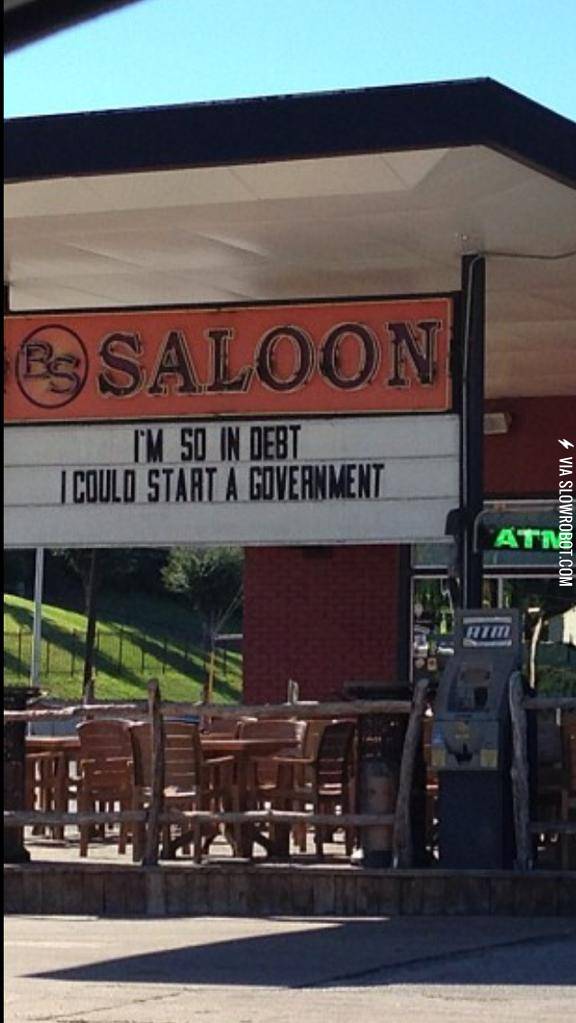 BS SALOON
I'M SO IN DEBT
I COULD START A GOVERNMENT
ATM
ATM
VIA SLOWROBOT.COM